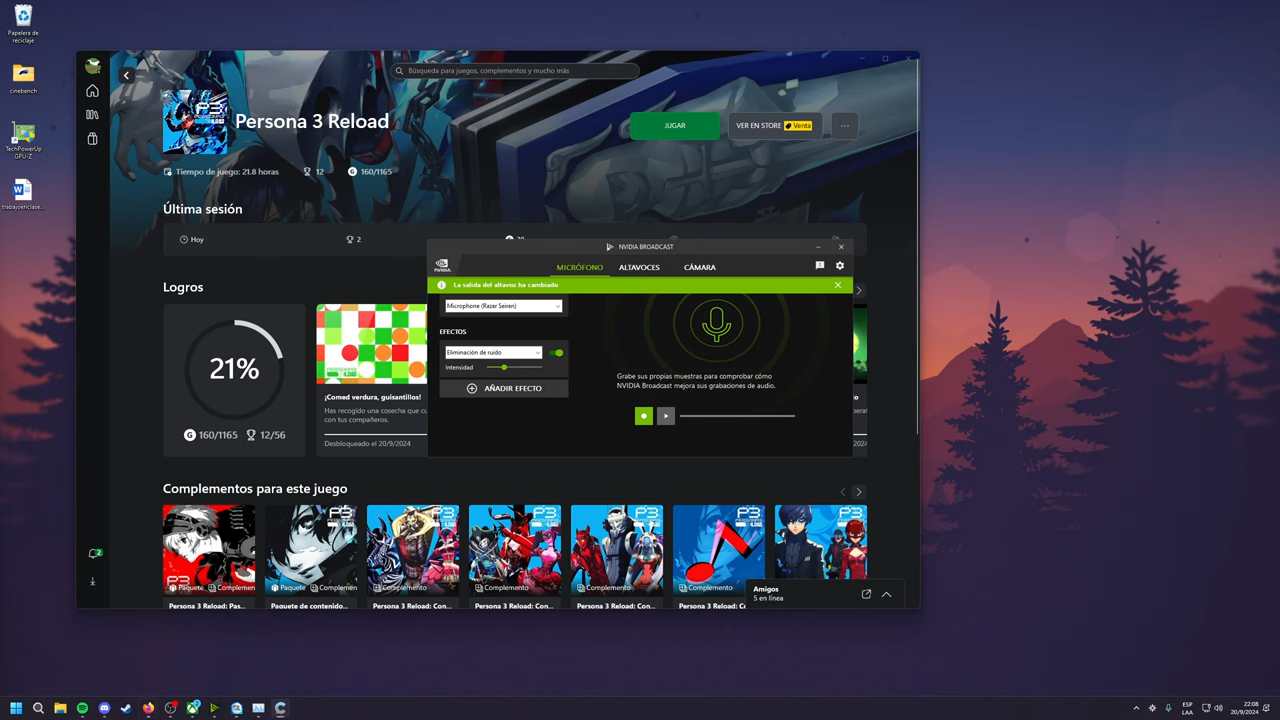 Papelera de
reciclaje
cinebench
TechPowerUp
GPU-Z
trabajoenclase...
Búsqueda para juegos, complementos y mucho más
Persona 3 Reload
JUGAR
VER EN STORE
Venta
Tiempo de juego: 21.8 horas
12
160/1165
Última sesión
Hoy
2
20
Logros
21%
160/1165
12/56
¡Comed verdura, guisantillos!
Has recogido una cosecha que cu
con tus compañeros.
Desbloqueado el 20/9/2024
NVIDIA BROADCAST
NVIDIA.
MICRÓFONO
ALTAVOCES
CÁMARA
La salida del altavoz ha cambiado
Microphone (Razer Seiren)
EFECTOS
Eliminación de ruido
Intensidad
AÑADIR EFECTO
Grabe sus propias muestras para comprobar cómo
NVIDIA Broadcast mejora sus grabaciones de audio.
Complementos para este juego
Paquete
Complemen
Paquete
Complemen
Complemento
Complemento
Complemento
Complemento
Persona 3 Reload: Pas...
Paquete de contenido...
Persona 3 Reload: Con...
Persona 3 Reload: Con...
Persona 3 Reload: Con...
Persona 3 Reload: Co
Amigos
5 en línea
2
ESP
LAA
22:08
20/9/2024